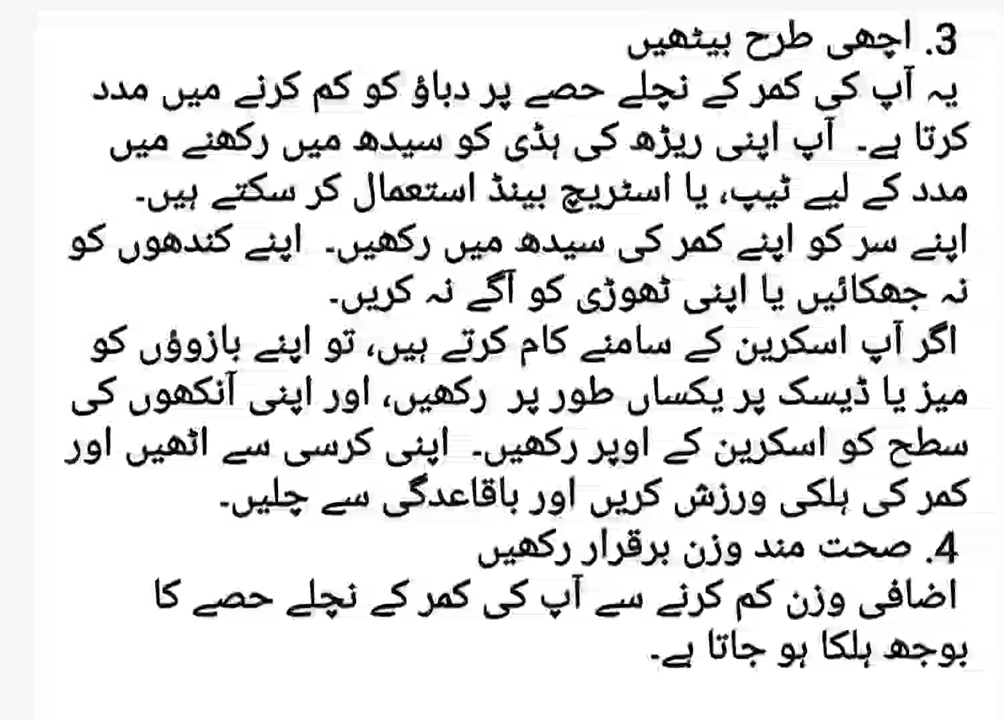 3. اچھی طرح بیٹھیں
یہ آپ کی کمر کے نچلے حصے پر دباؤ کو کم کرنے میں مدد
کرتا ہے۔ آپ اپنی ریڑھ کی ہڈی کو سیدھ میں رکھنے میں
مدد کے لیے ٹیپ، یا اسٹریچ بینڈ استعمال کر سکتے ہیں۔
اپنے سر کو اپنے کمر کی سیدھ میں رکھیں۔ اپنے کندھوں کو
نہ جھکائیں یا اپنی ٹھوڑی کو آگے نہ کریں۔
اگر آپ اسکرین کے سامنے کام کرتے ہیں، تو اپنے بازوؤں کو
میز یا ڈیسک پر یکساں طور پر رکھیں، اور اپنی آنکھوں کی
سطح کو اسکرین کے اوپر رکھیں۔ اپنی کرسی سے اٹھیں اور
کمر کی ہلکی ورزش کریں اور باقاعدگی سے چلیں۔
4. صحت مند وزن برقرار رکھیں
اضافی وزن کم کرنے سے آپ کی کمر کے نچلے حصے کا
بوجھ ہلکا ہو جاتا ہے۔